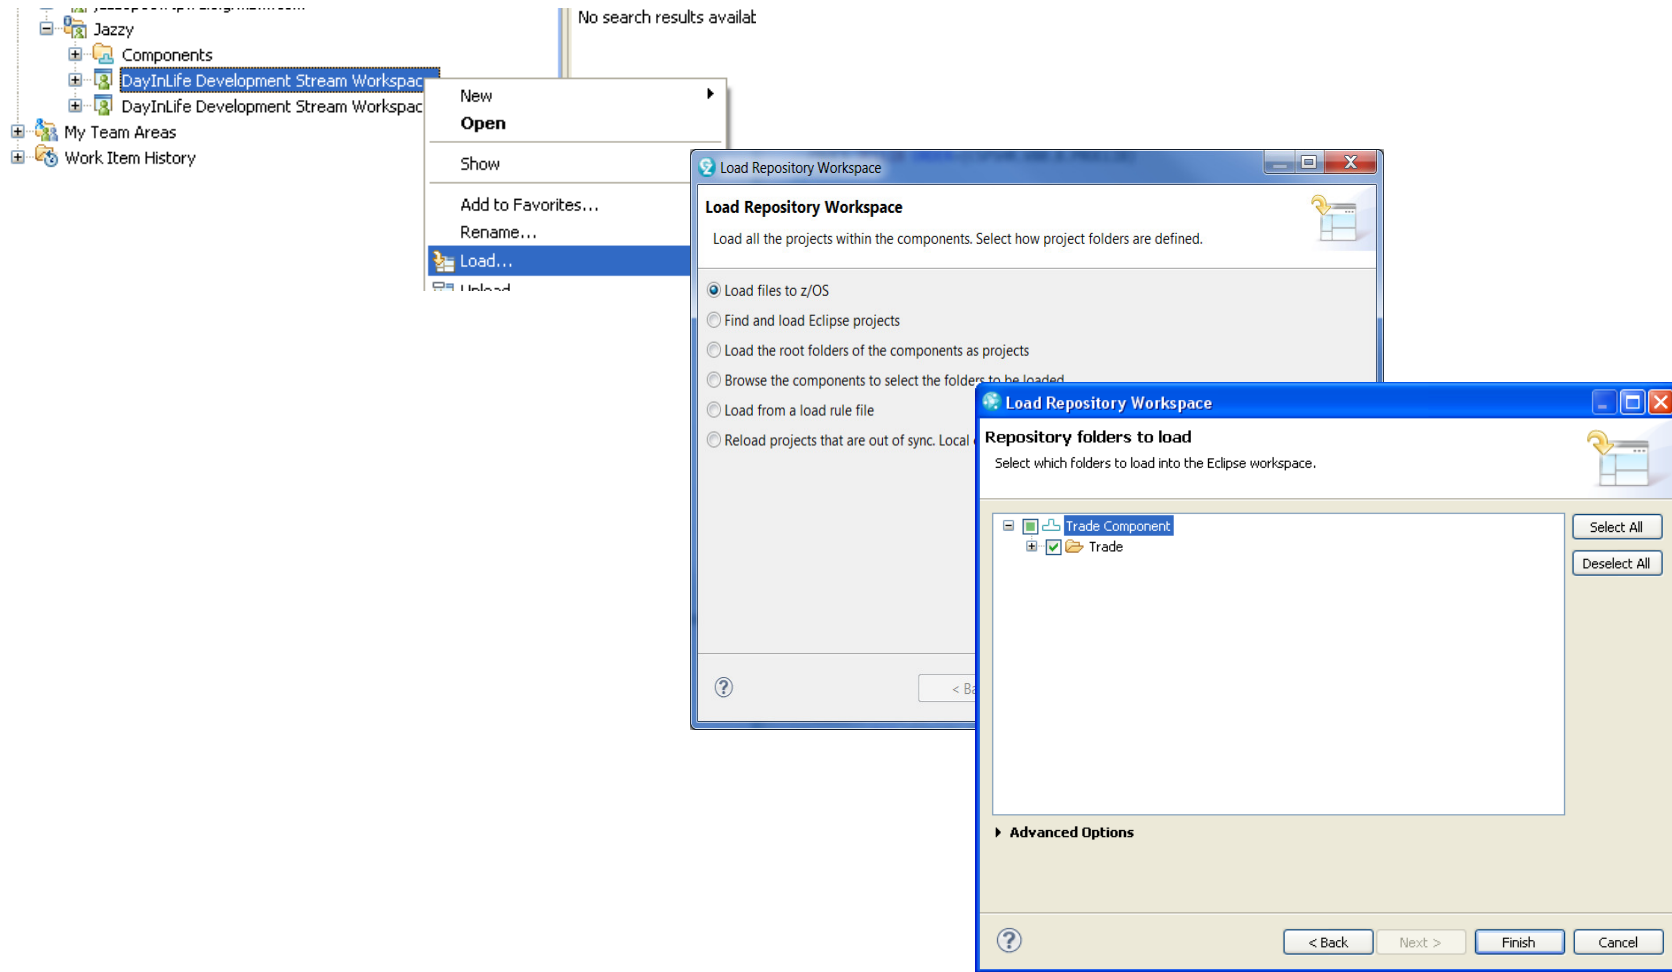 No search results availab
Jazzy
Components
DayInLife Development Stream Workspac
DayInLife Development Stream Workspac
My Team Areas
Work Item History
New
Open
Show
Add to Favorites...
Rename...
Load...
Upload
Load Repository Workspace
Load Repository Workspace
Load all the projects within the components. Select how project folders are defined.
Load files to z/OS
Find and load Eclipse projects
Load the root folders of the components as projects
Browse the components to select the folders to be loaded
Load from a load rule file
Reload projects that are out of sync. Local
< Ba
Load Repository Workspace
Repository folders to load
Select which folders to load into the Eclipse workspace.
Trade Component
Trade
Select All
Deselect All
Advanced Options
< Back
Next >
Finish
Cancel